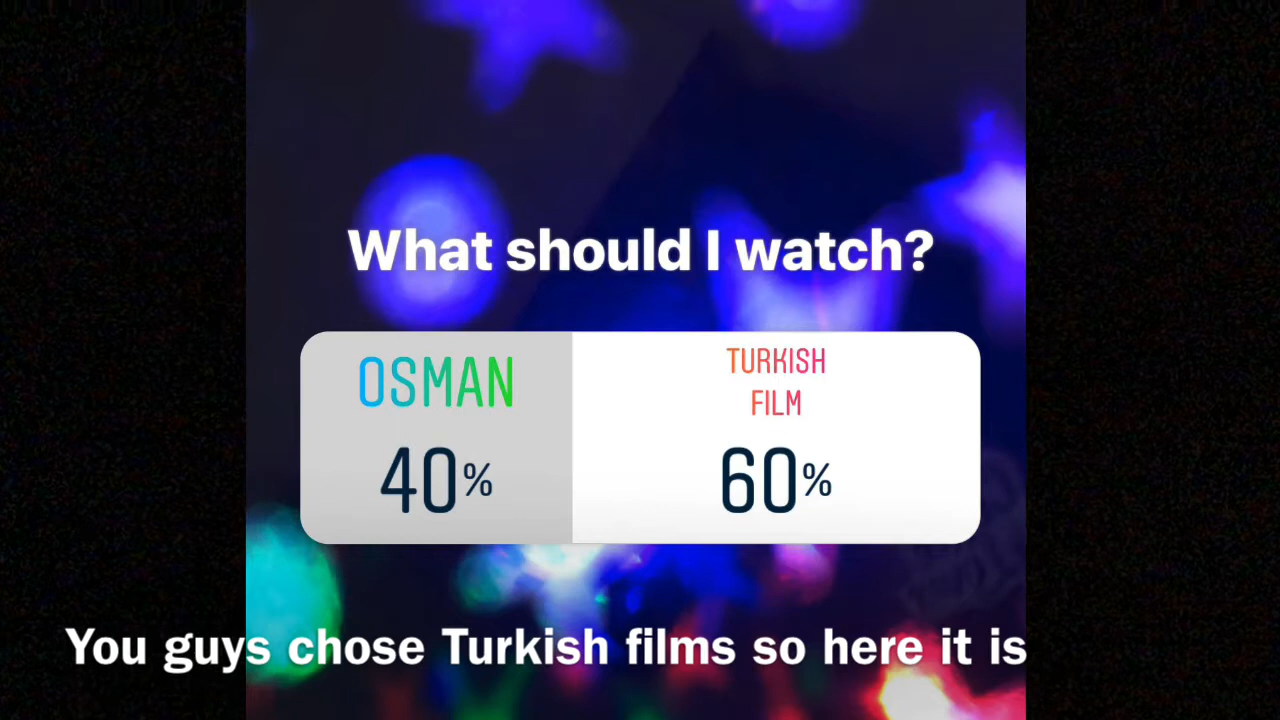 What should I watch?
OSMAN
40%
TURKISH
FILM
60%
You guys chose Turkish films so here it is